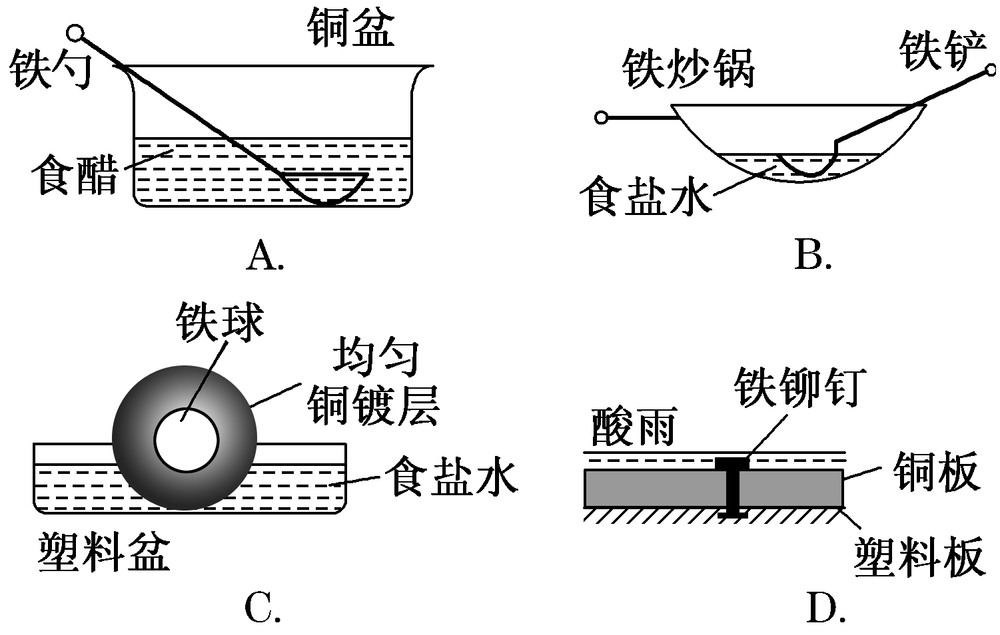 铜盆
铁勺
食醋
A.
铁炒锅
铁铲
食盐水
B.
铁球
均匀
铜镀层
食盐水
塑料盆
C.
酸雨
铁铆钉
铜板
塑料板
D.